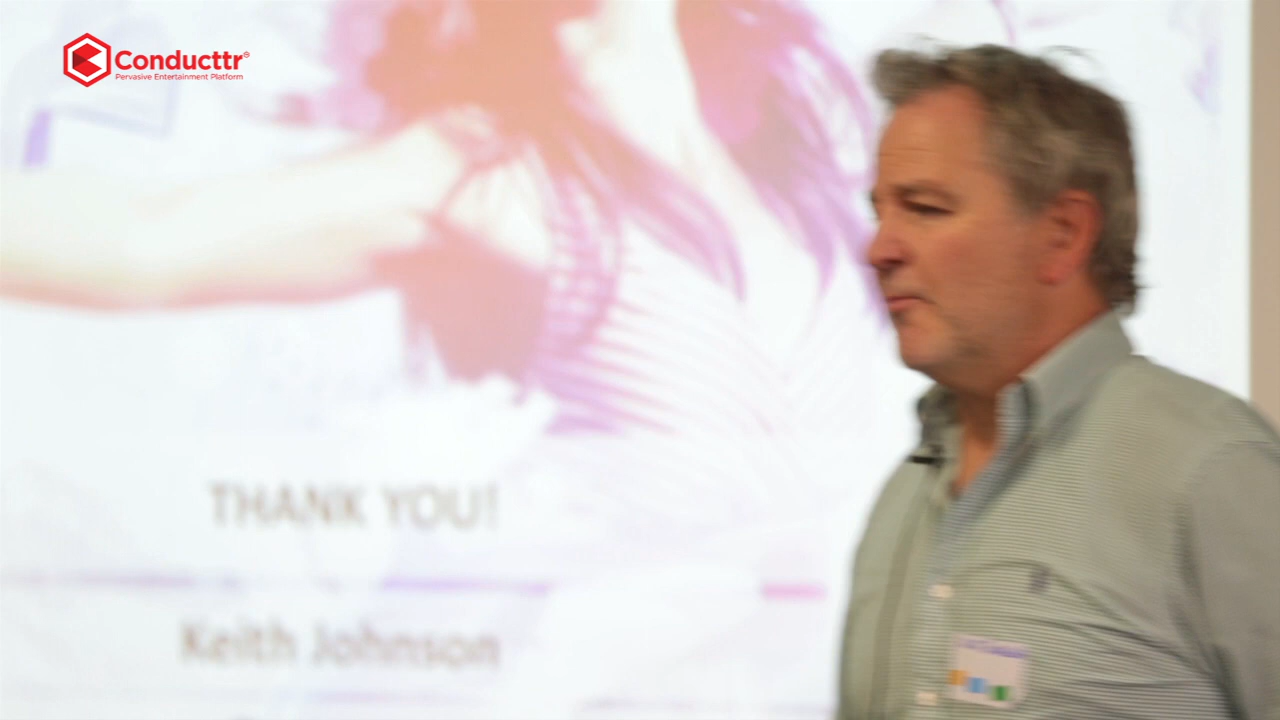 Conducttr®
Pervasive Entertainment Platform
THANK YOU!
Keith Johnson